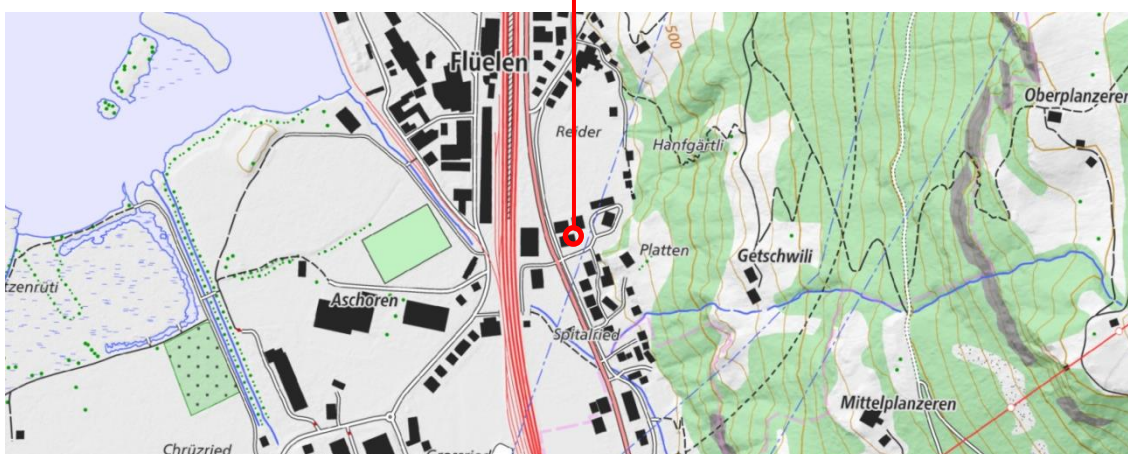 500
Flüelen
Oberplanzeren
Reider
Hanfgärtli
Platten
Getschwili
tzenrüti
Aschoren
Spitalried
Mittelplanzeren
Chrüzried